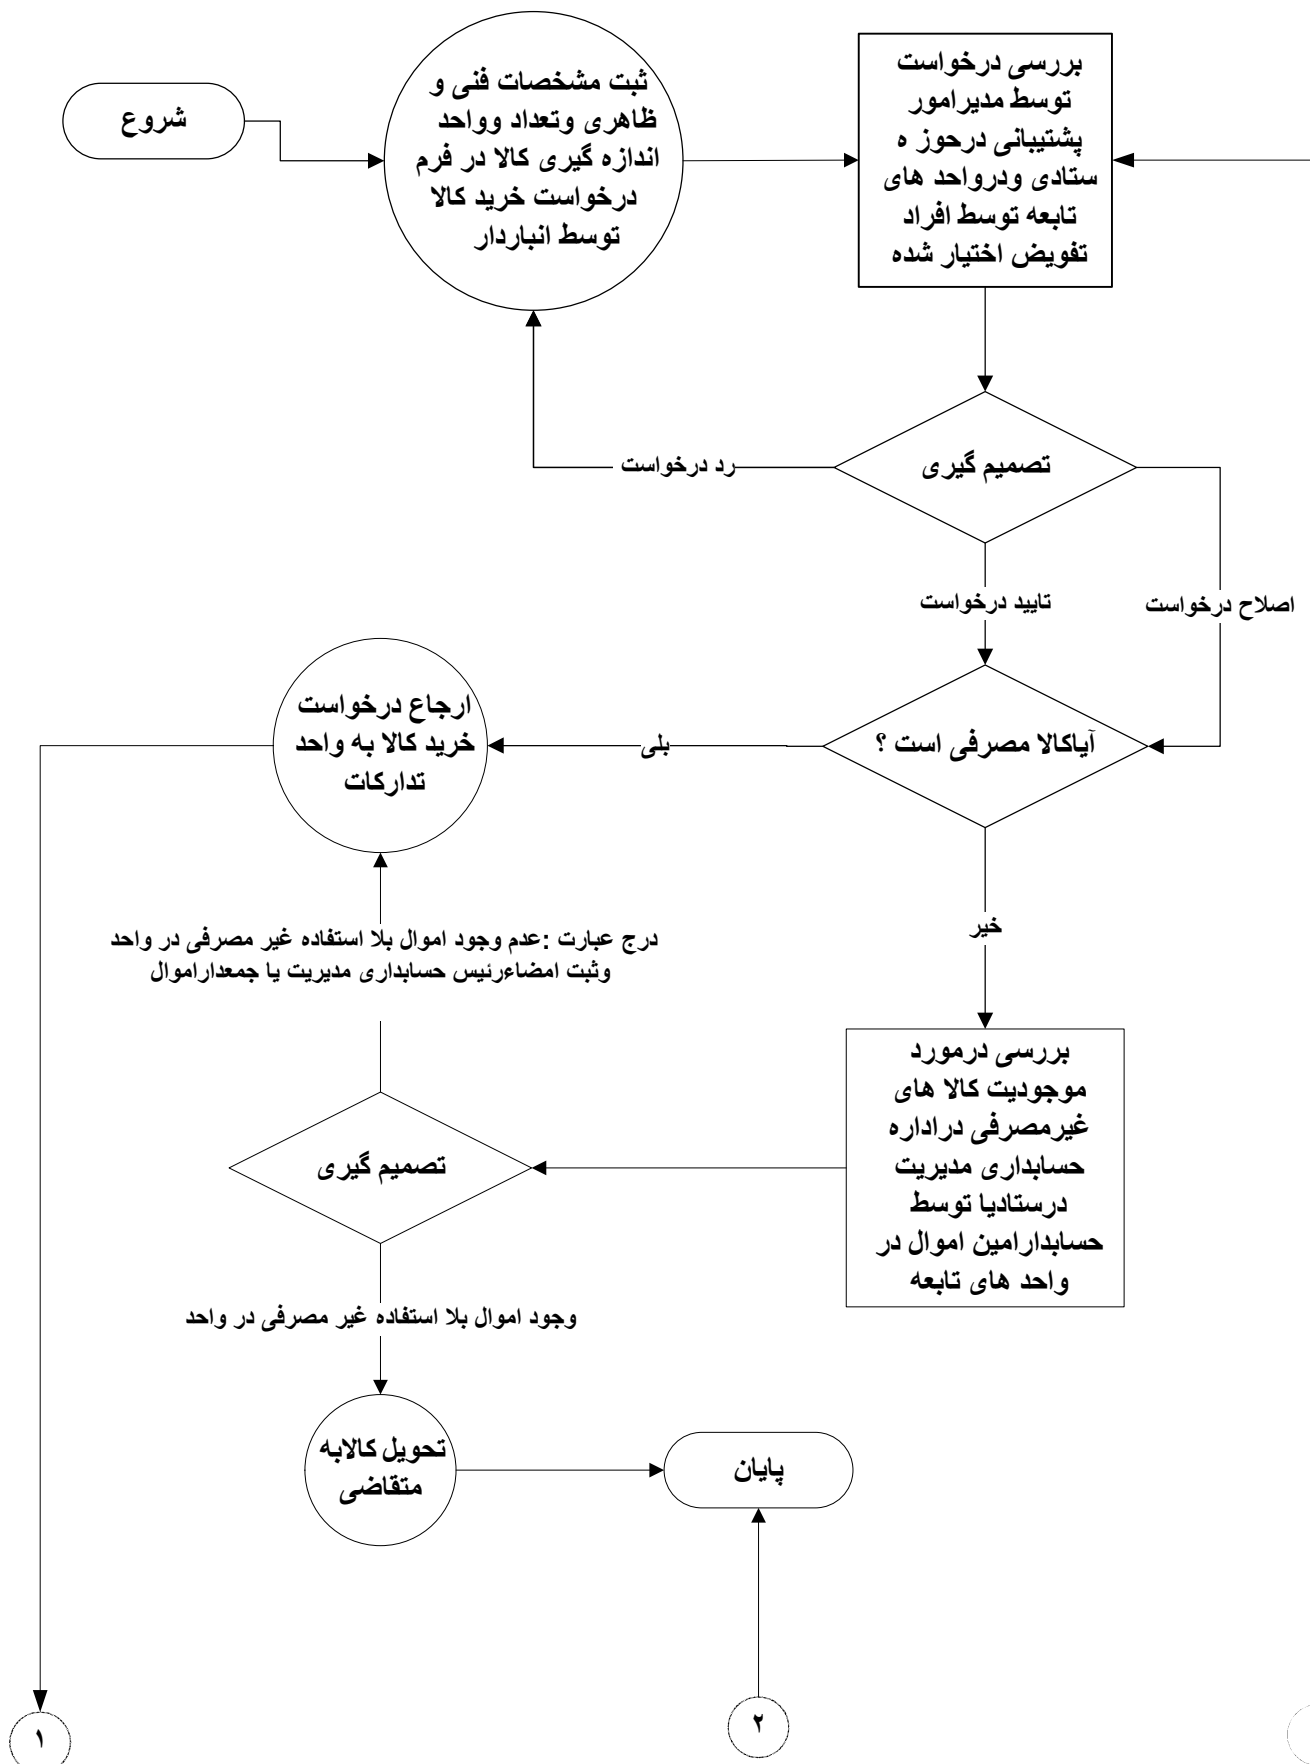 شروع
ثبت مشخصات فنی و
ظاهری وتعداد وواحد
اندازه گیری کالا در فرم
درخواست خرید کالا
توسط انباردار
بررسی درخواست
توسط مدیرامور
پشتیبانی درحوز ه
ستادی ودرواحد های
تابعه توسط افراد
تفویض اختیار شده
تصمیم گیری
رد درخواست
تایید درخواست
اصلاح درخواست
آیاکالا مصرفی است ؟
بلی
ارجاع درخواست
خرید کالا به واحد
تدارکات
خیر
درج عبارت :عدم وجود اموال بلا استفاده غیر مصرفی در واحد
وثبت امضاءرئیس حسابداری مدیریت یا جمعداراموال
بررسی درمورد
موجودیت کالا های
غیرمصرفی دراداره
حسابداری مدیریت
درستادیا توسط
حسابدارامین اموال در
واحد های تابعه
تصمیم گیری
وجود اموال بلا استفاده غیر مصرفی در واحد
تحویل کالابه
متقاضی
پایان
۱
۲